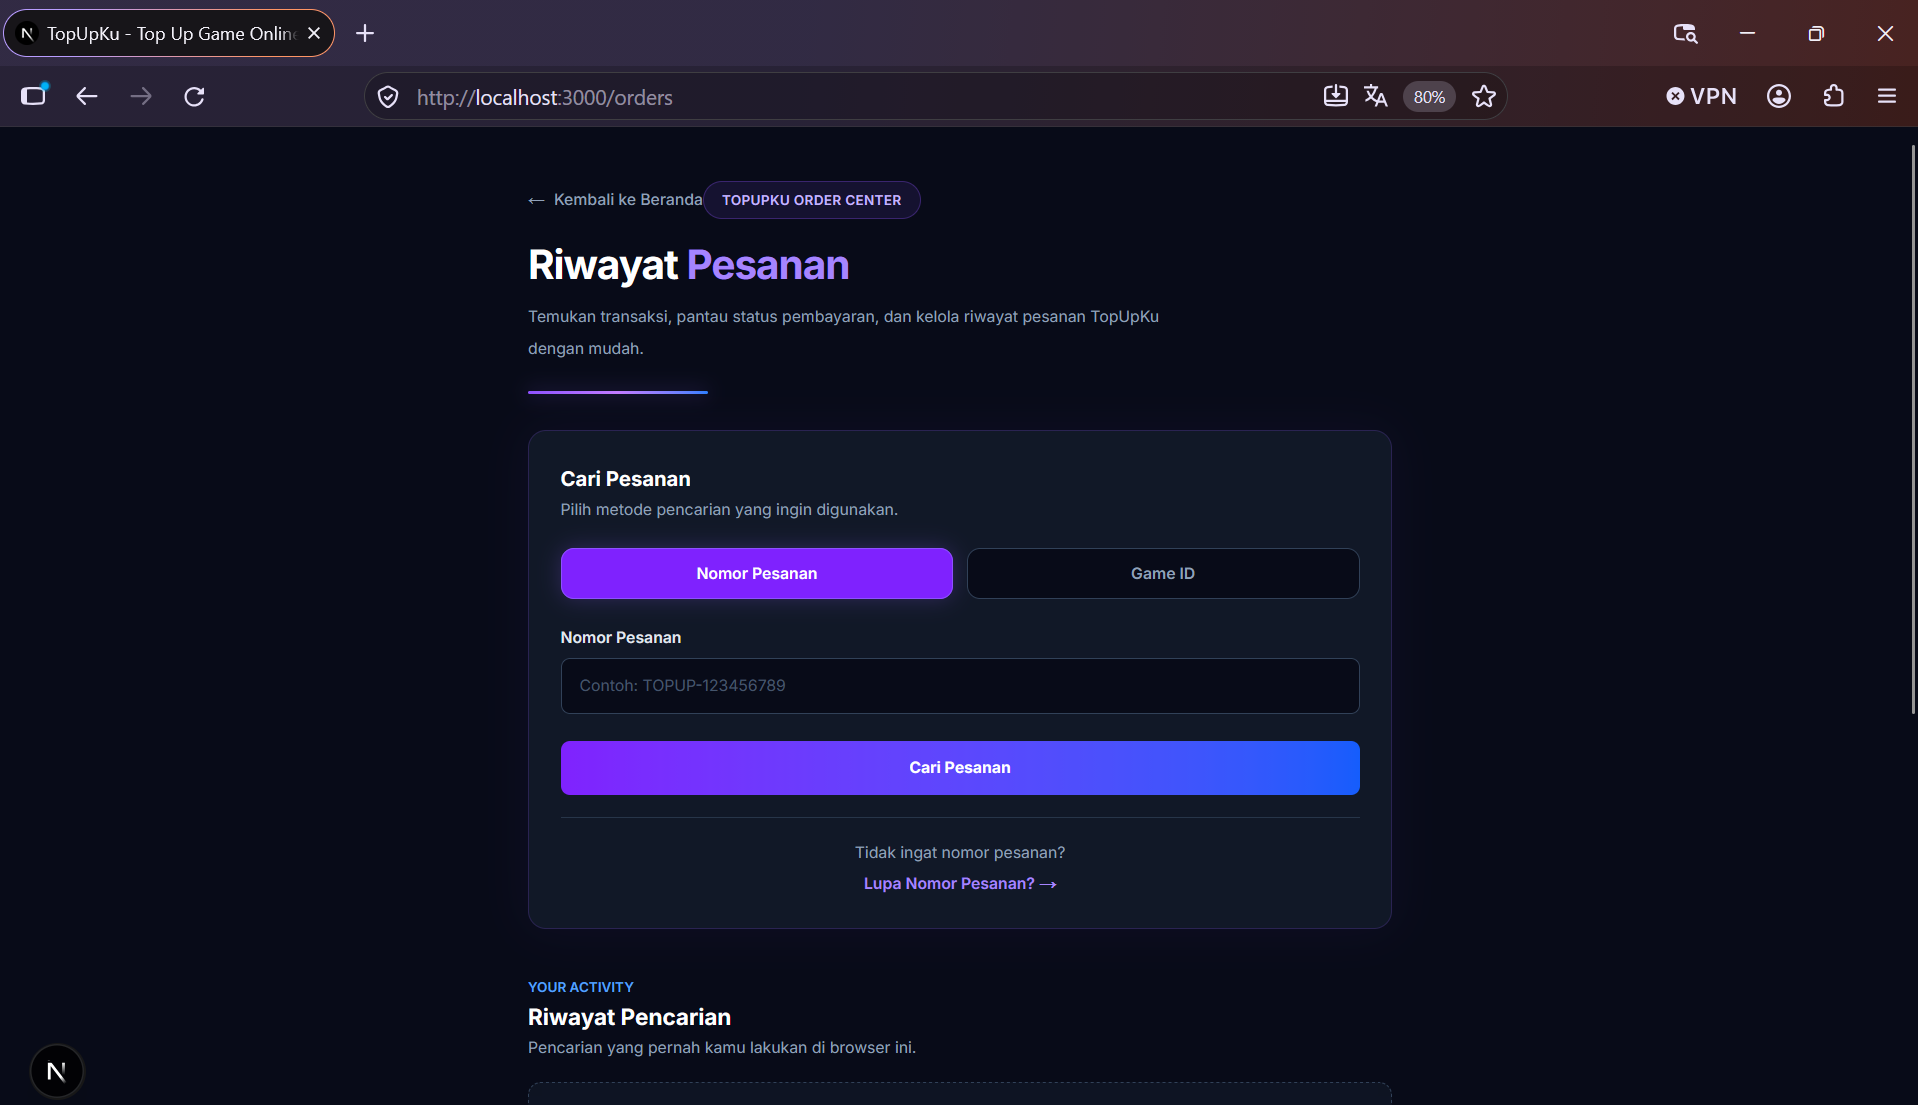 TopUpKu - Top Up Game Online
http://localhost:3000/orders
80%
VPN
← Kembali ke Beranda
TOPUPKU ORDER CENTER
Riwayat Pesanan
Temukan transaksi, pantau status pembayaran, dan kelola riwayat pesanan TopUpKu
dengan mudah.
Cari Pesanan
Pilih metode pencarian yang ingin digunakan.
Nomor Pesanan
Game ID
Nomor Pesanan
Contoh: TOPUP-123456789
Cari Pesanan
Tidak ingat nomor pesanan?
Lupa Nomor Pesanan? →
YOUR ACTIVITY
Riwayat Pencarian
Pencarian yang pernah kamu lakukan di browser ini.
N